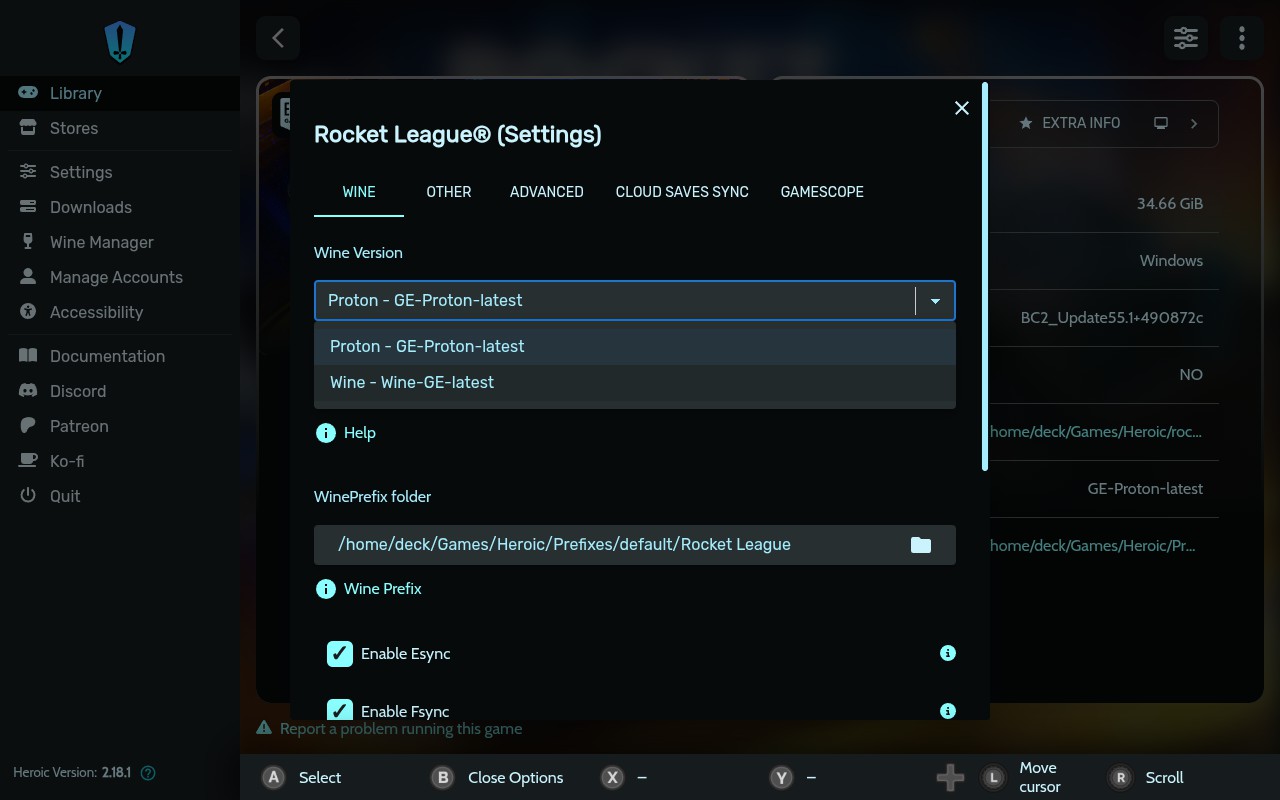 Library
Stores
Settings
Downloads
Wine Manager
Manage Accounts
Accessibility
Documentation
Discord
Patreon
Ko-fi
Quit
Heroic Version: 2.18.1
Rocket League® (Settings)
WINE OTHER ADVANCED CLOUD SAVES SYNC GAMESCOPE
Wine Version
Proton - GE-Proton-latest
Proton - GE-Proton-latest
Wine - Wine-GE-latest
Help
WinePrefix folder
/home/deck/Games/Heroic/Prefixes/default/Rocket League
Wine Prefix
Enable Esync
Enable Fsync
EXTRA INFO
34.66 GiB
Windows
BC2_Update55.1+490872c
NO
home/deck/Games/Heroic/roc...
GE-Proton-latest
home/deck/Games/Heroic/Pr...
Report a problem running this game
A Select B Close Options X – Y – L Move cursor R Scroll